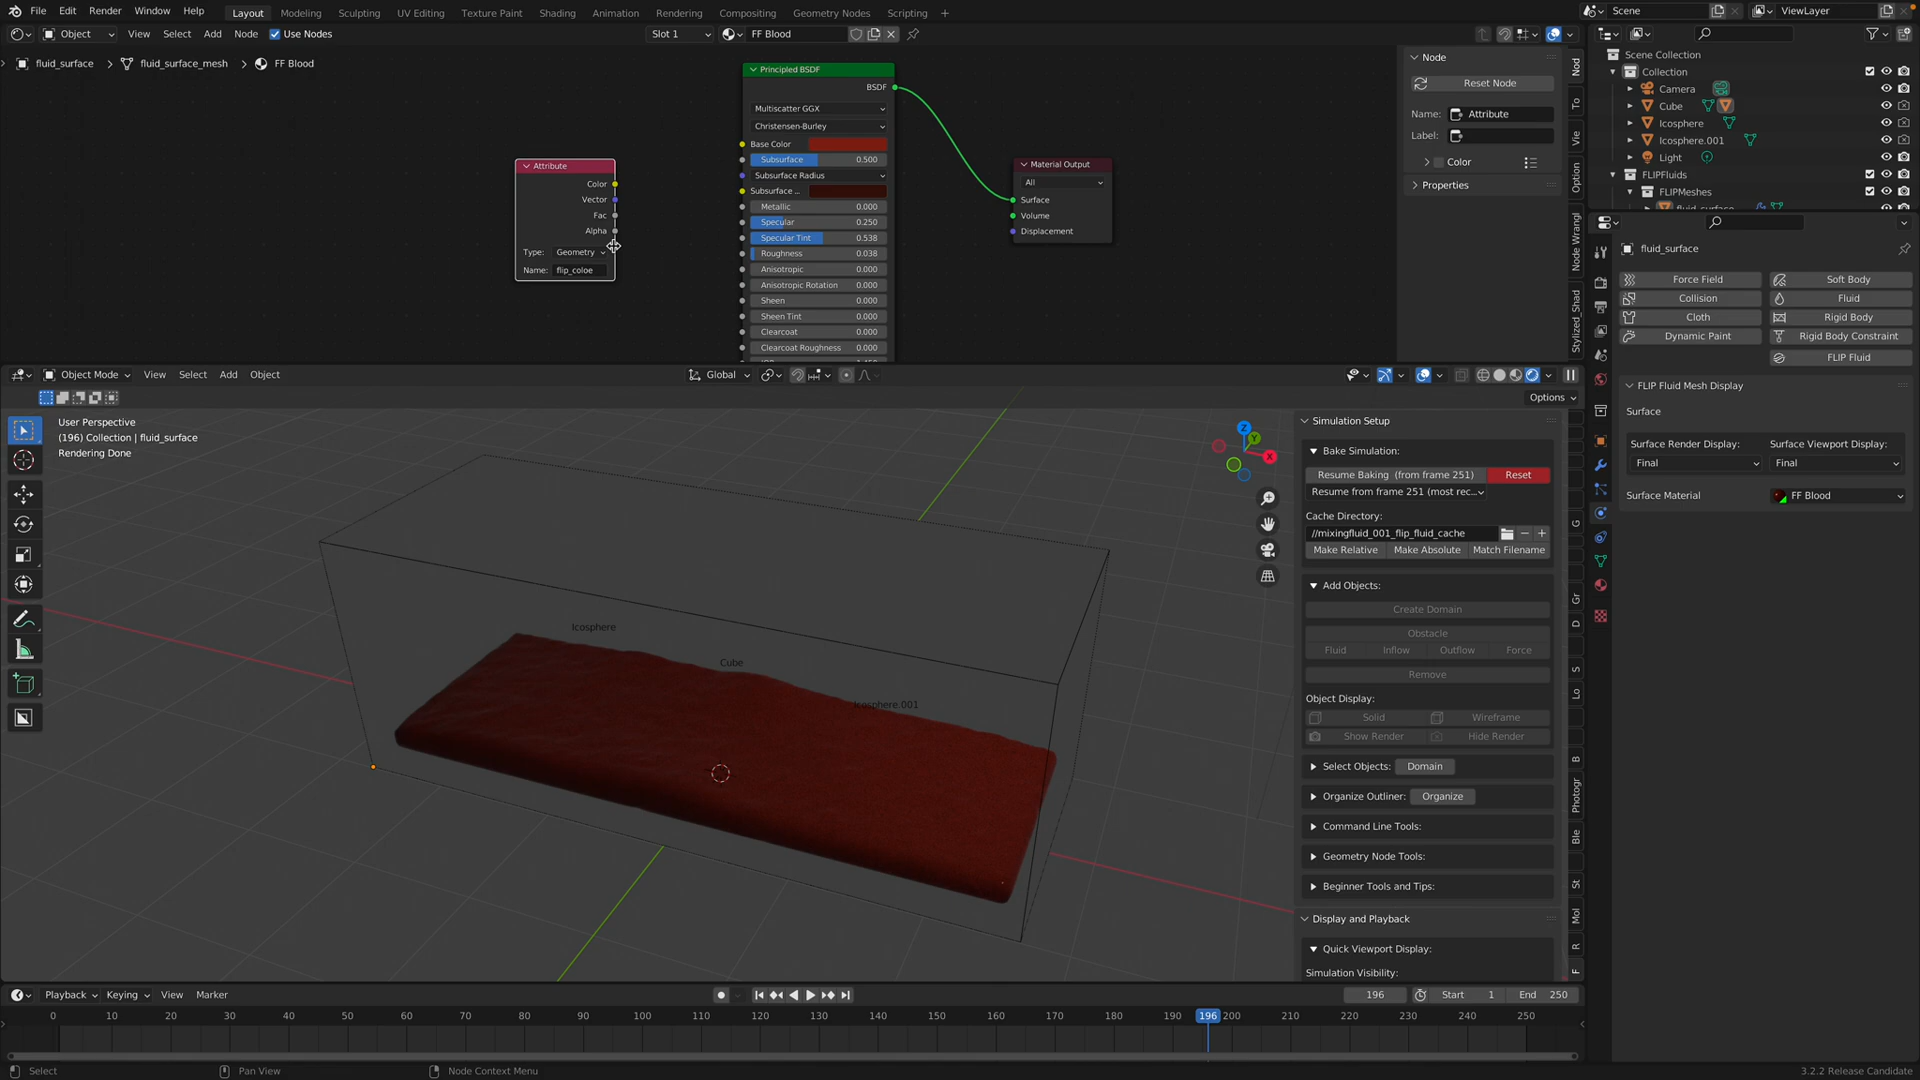 File Edit Render Window Help Layout Modeling Sculpting UV Editing Texture Paint Shading Animation Rendering Compositing Geometry Nodes Scripting Scene ViewLayer
Object View Select Add Node Use Nodes Slot 1 FF Blood
fluid_surface fluid_surface_mesh FF Blood
Principled BSDF
BSDF
Multiscatter GGX
Christensen-Burley
Base Color
Subsurface 0.500
Subsurface Radius
Subsurface ..
Metallic 0.000
Specular 0.250
Specular Tint 0.538
Roughness 0.038
Anisotropic 0.000
Anisotropic Rotation 0.000
Sheen 0.000
Sheen Tint 0.000
Clearcoat 0.000
Clearcoat Roughness 0.000
Attribute
Color
Vector
Fac
Alpha
Type: Geometry
Name: flip_coloe
Material Output
All
Surface
Volume
Displacement
Node
Reset Node
Name: Attribute
Label:
Color
Properties
Nod
To
Vie
Option
Node Wrangl
Stylized_Shad
Scene Collection
Collection
Camera
Cube
Icosphere
Icosphere.001
Light
FLIPFluids
FLIPMeshes
fluid_surface
fluid_surface
Force Field Soft Body
Collision Fluid
Cloth Rigid Body
Dynamic Paint Rigid Body Constraint
FLIP Fluid
FLIP Fluid Mesh Display
Surface
Surface Render Display: Surface Viewport Display:
Final Final
Surface Material FF Blood
Object Mode View Select Add Object Global
Options
User Perspective
(196) Collection | fluid_surface
Rendering Done
Z
Y
X
Icosphere
Cube
Icosphere.001
Simulation Setup
Bake Simulation:
Resume Baking (from frame 251) Reset
Resume from frame 251 (most rec...
Cache Directory:
//mixingfluid_001_flip_fluid_cache
Make Relative Make Absolute Match Filename
Add Objects:
Create Domain
Obstacle
Fluid Inflow Outflow Force
Remove
Object Display:
Solid Wireframe
Show Render Hide Render
Select Objects: Domain
Organize Outliner: Organize
Command Line Tools:
Geometry Node Tools:
Beginner Tools and Tips:
Display and Playback
Quick Viewport Display:
Simulation Visibility:
G
Gr
D
S
Lo
B
Photogr
Ble
St
Mol
R
F
Playback Keying View Marker 196 Start 1 End 250
0 10 20 30 40 50 60 70 80 90 100 110 120 130 140 150 160 170 180 190 196 200 210 220 230 240 250
Select Pan View Node Context Menu 3.2.2 Release Candidate